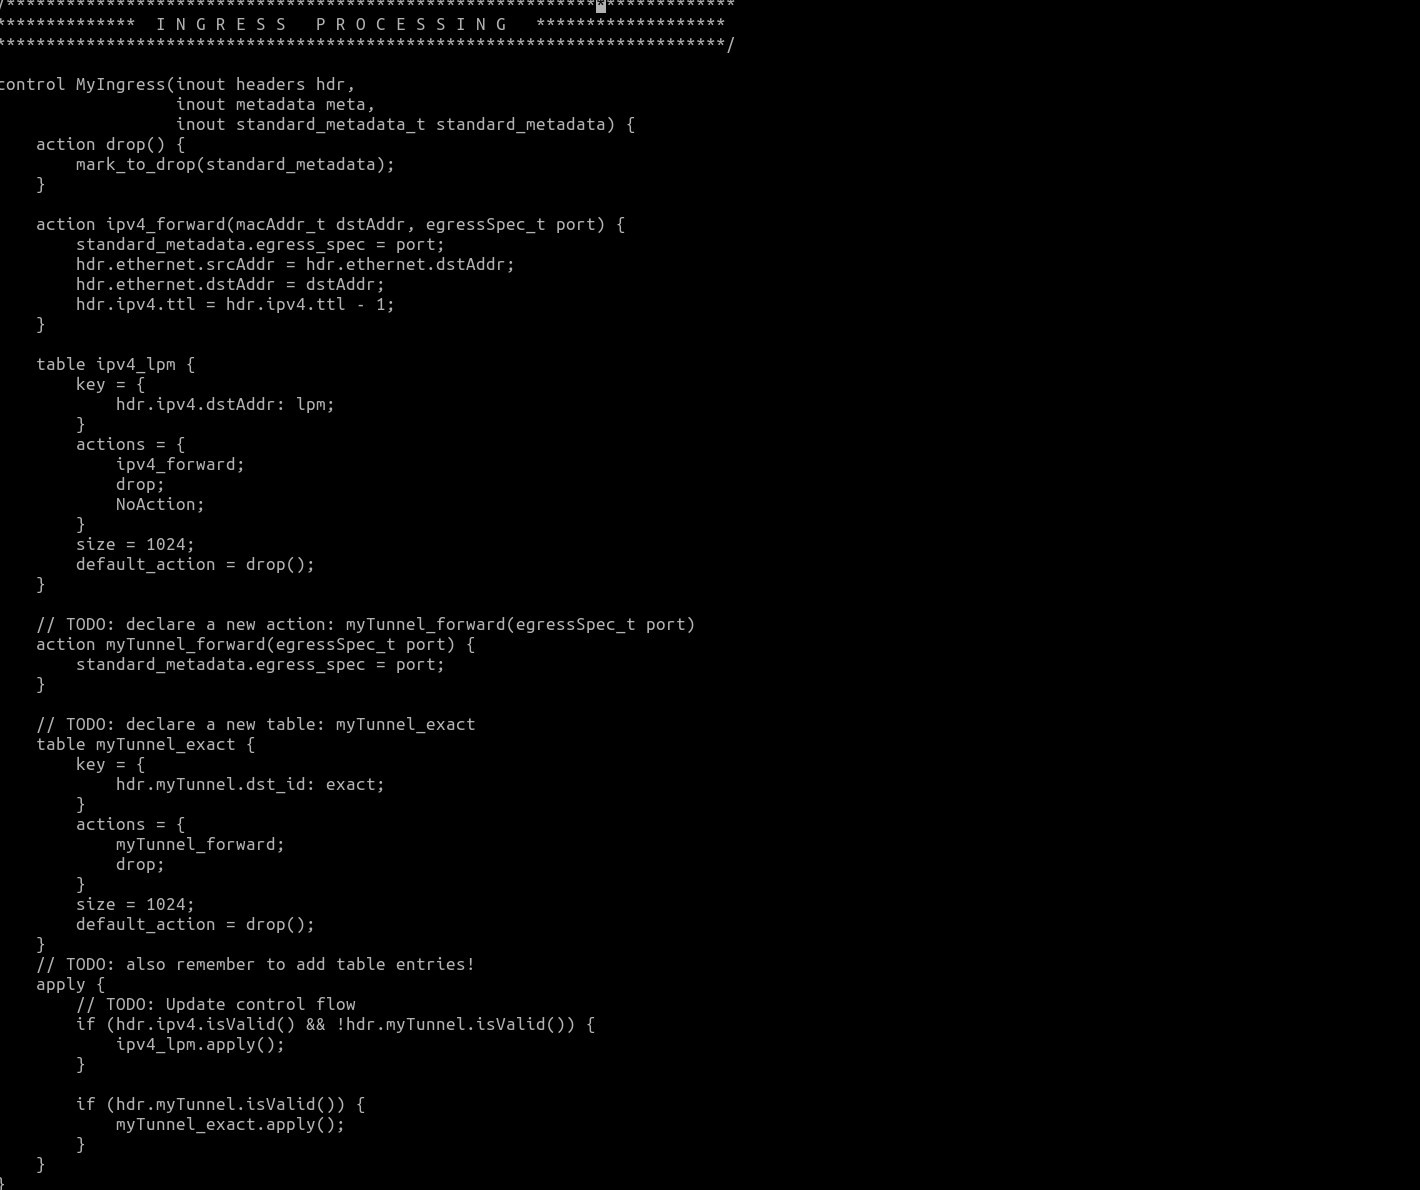 /*************************************************************************
**************  I N G R E S S   P R O C E S S I N G   *******************
*************************************************************************/

control MyIngress(inout headers hdr,
                  inout metadata meta,
                  inout standard_metadata_t standard_metadata) {
    action drop() {
        mark_to_drop(standard_metadata);
    }

    action ipv4_forward(macAddr_t dstAddr, egressSpec_t port) {
        standard_metadata.egress_spec = port;
        hdr.ethernet.srcAddr = hdr.ethernet.dstAddr;
        hdr.ethernet.dstAddr = dstAddr;
        hdr.ipv4.ttl = hdr.ipv4.ttl - 1;
    }

    table ipv4_lpm {
        key = {
            hdr.ipv4.dstAddr: lpm;
        }
        actions = {
            ipv4_forward;
            drop;
            NoAction;
        }
        size = 1024;
        default_action = drop();
    }

    // TODO: declare a new action: myTunnel_forward(egressSpec_t port)
    action myTunnel_forward(egressSpec_t port) {
        standard_metadata.egress_spec = port;
    }

    // TODO: declare a new table: myTunnel_exact
    table myTunnel_exact {
        key = {
            hdr.myTunnel.dst_id: exact;
        }
        actions = {
            myTunnel_forward;
            drop;
        }
        size = 1024;
        default_action = drop();
    }
    // TODO: also remember to add table entries!
    apply {
        // TODO: Update control flow
        if (hdr.ipv4.isValid() && !hdr.myTunnel.isValid()) {
            ipv4_lpm.apply();
        }

        if (hdr.myTunnel.isValid()) {
            myTunnel_exact.apply();
        }
    }
}